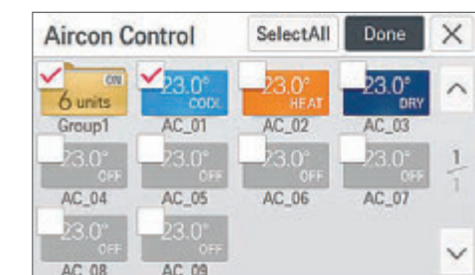 Aircon Control SelectAll Done
ON 23.0° 23.0° 23.0°
6 units COOL HEAT DRY
Group1 AC_01 AC_02 AC_03
23.0° 23.0° 23.0° 23.0°
OFF OFF OFF OFF
AC_04 AC_05 AC_06 AC_07
1/1
23.0° 23.0°
OFF OFF
AC_08 AC_09